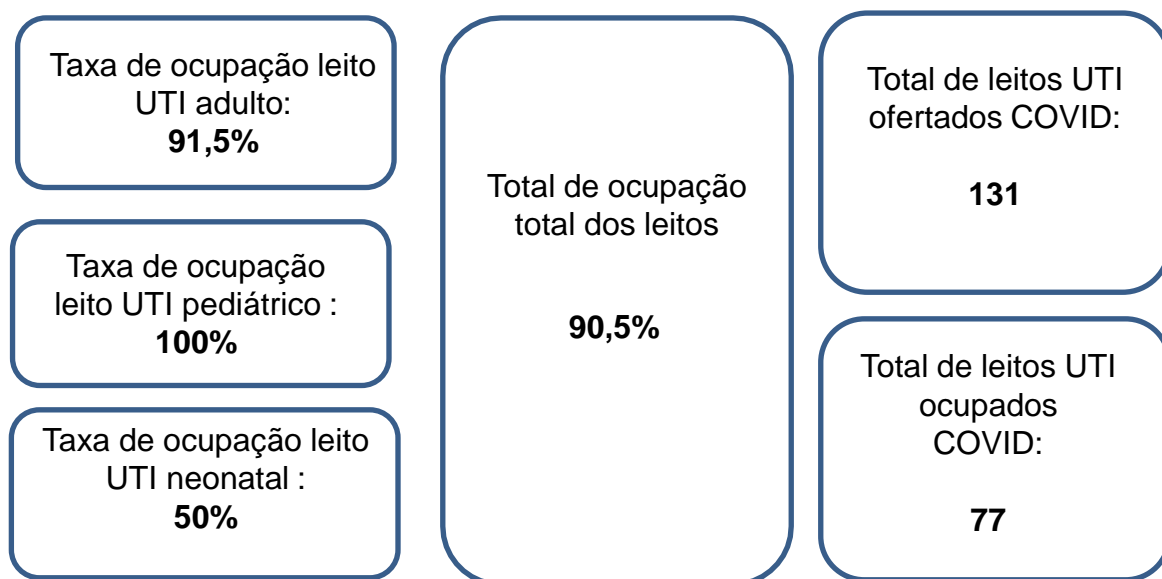 Taxa de ocupação leito
UTI adulto:
91,5%
Taxa de ocupação
leito UTI pediátrico :
100%
Taxa de ocupação leito
UTI neonatal :
50%
Total de ocupação
total dos leitos
90,5%
Total de leitos UTI
ofertados COVID:
131
Total de leitos UTI
ocupados
COVID:
77